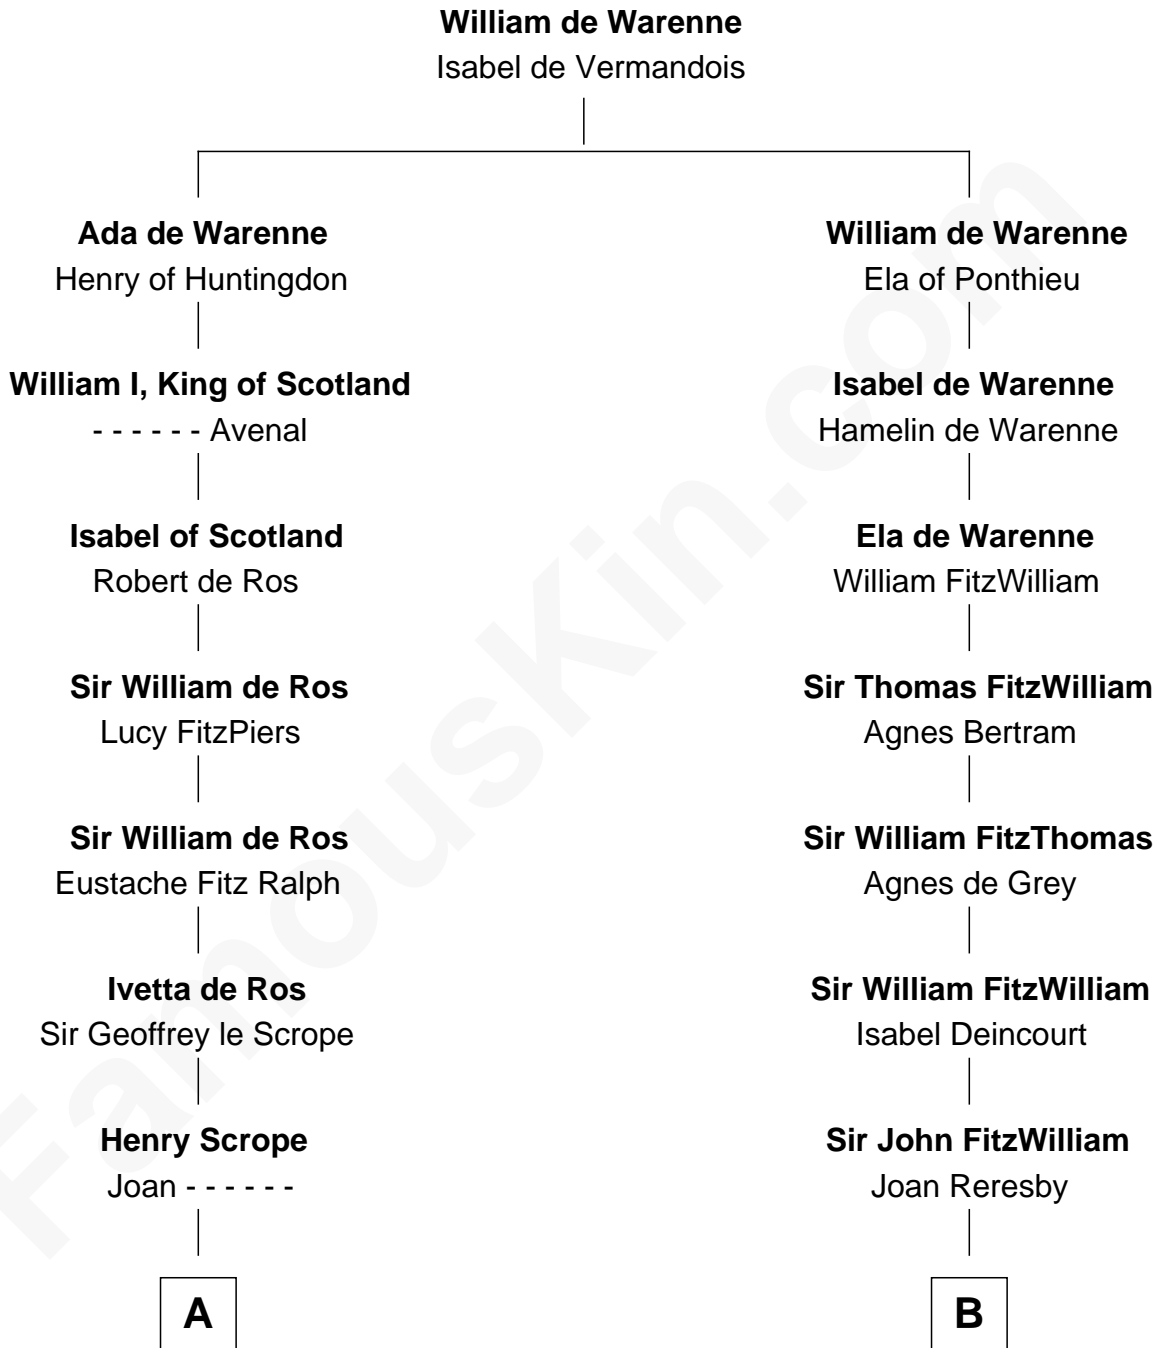 William de Warenne
Isabel de Vermandois
Ada de Warenne
Henry of Huntingdon
William I, King of Scotland
- - - - - - Avenal
Isabel of Scotland
Robert de Ros
Sir William de Ros
Lucy FitzPiers
Sir William de Ros
Eustache Fitz Ralph
Ivetta de Ros
Sir Geoffrey le Scrope
Henry Scrope
Joan - - - - - -
A
William de Warenne
Ela of Ponthieu
Isabel de Warenne
Hamelin de Warenne
Ela de Warenne
William FitzWilliam
Sir Thomas FitzWilliam
Agnes Bertram
Sir William FitzThomas
Agnes de Grey
Sir William FitzWilliam
Isabel Deincourt
Sir John FitzWilliam
Joan Reresby
B
FamousKin.com